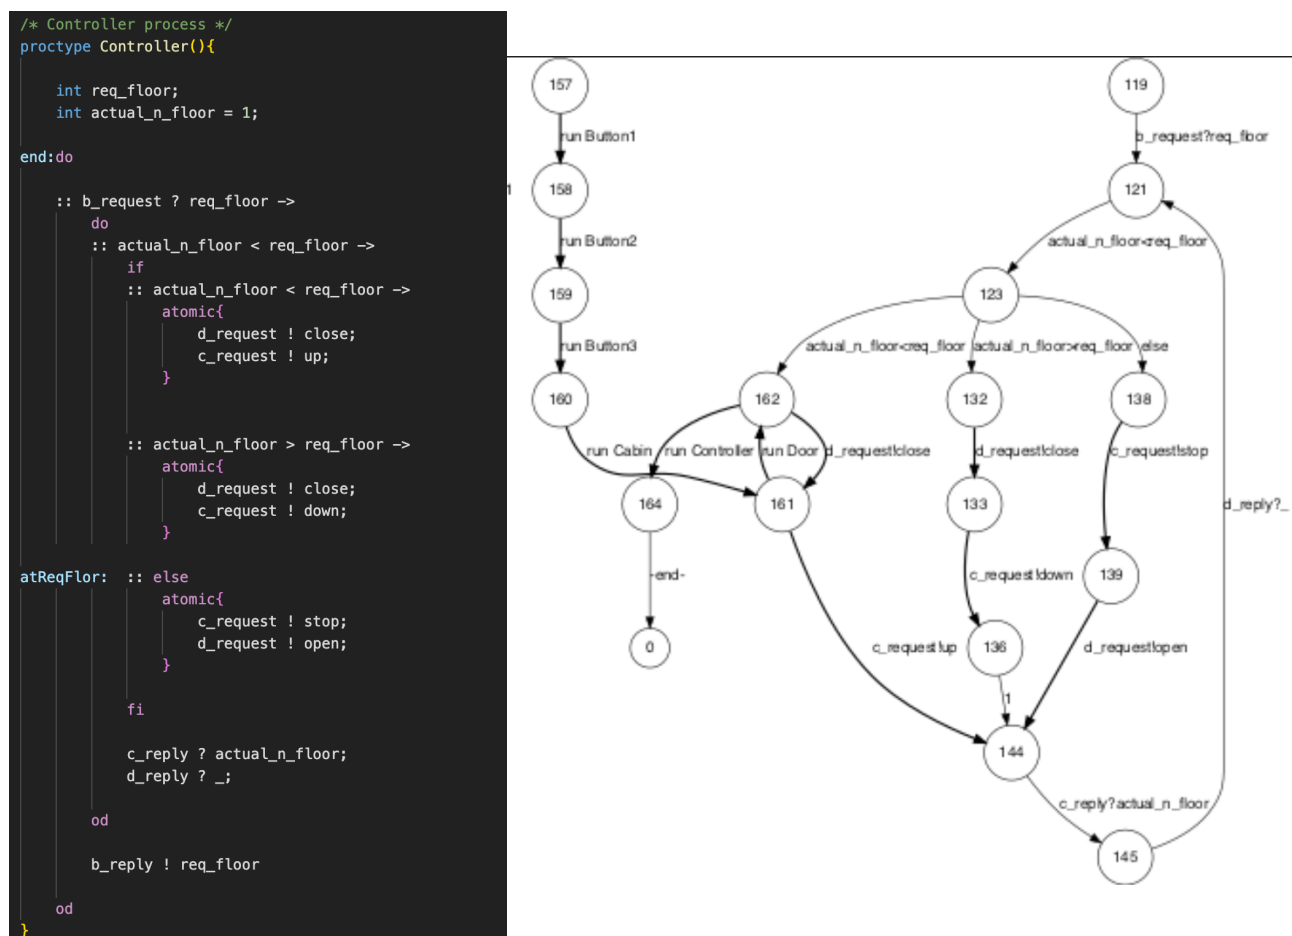 /* Controller process */
proctype Controller(){
int req_floor;
int actual_n_floor = 1;
end:do
:: b_request ? req_floor ->
do
:: actual_n_floor < req_floor ->
if
:: actual_n_floor < req_floor ->
atomic{
d_request ! close;
c_request ! up;
}
:: actual_n_floor > req_floor ->
atomic{
d_request ! close;
c_request ! down;
}
atReqFlor: :: else
atomic{
c_request ! stop;
d_request ! open;
}
fi
c_reply ? actual_n_floor;
d_reply ? _;
od
b_reply ! req_floor
od
}
157
119
run Button1
b_request?req_floor
1
158
121
run Button2
actual_n_floor<req_floor
159
123
run Button3
actual_n_floor<req_floor
actual_n_floor>req_floor
else
160
162
132
138
run Cabin
run Controller
run Door
d_request!close
d_request!close
c_request!stop
164
161
133
d_reply?_
-end-
c_request!down
139
0
c_request!up
136
d_request!open
1
144
c_reply?actual_n_floor
145